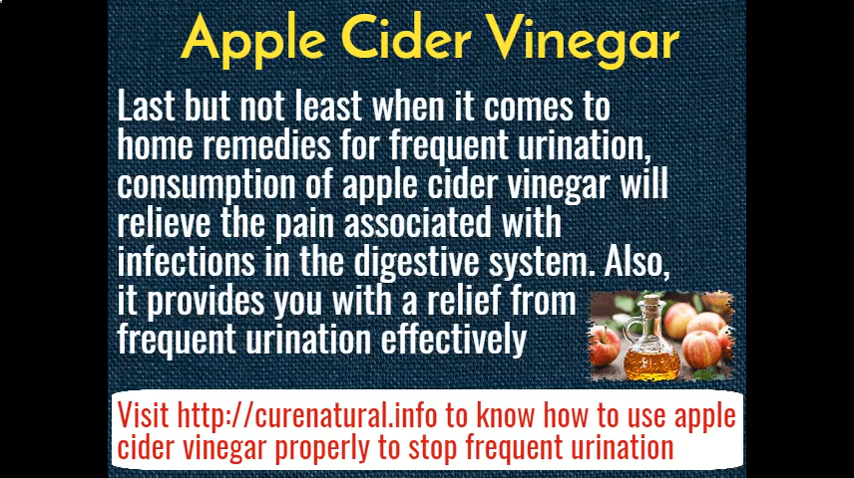 Apple Cider Vinegar
Last but not least when it comes to
home remedies for frequent urination,
consumption of apple cider vinegar will
relieve the pain associated with
infections in the digestive system. Also,
it provides you with a relief from
frequent urination effectively
Visit http://curenatural.info to know how to use apple
cider vinegar properly to stop frequent urination